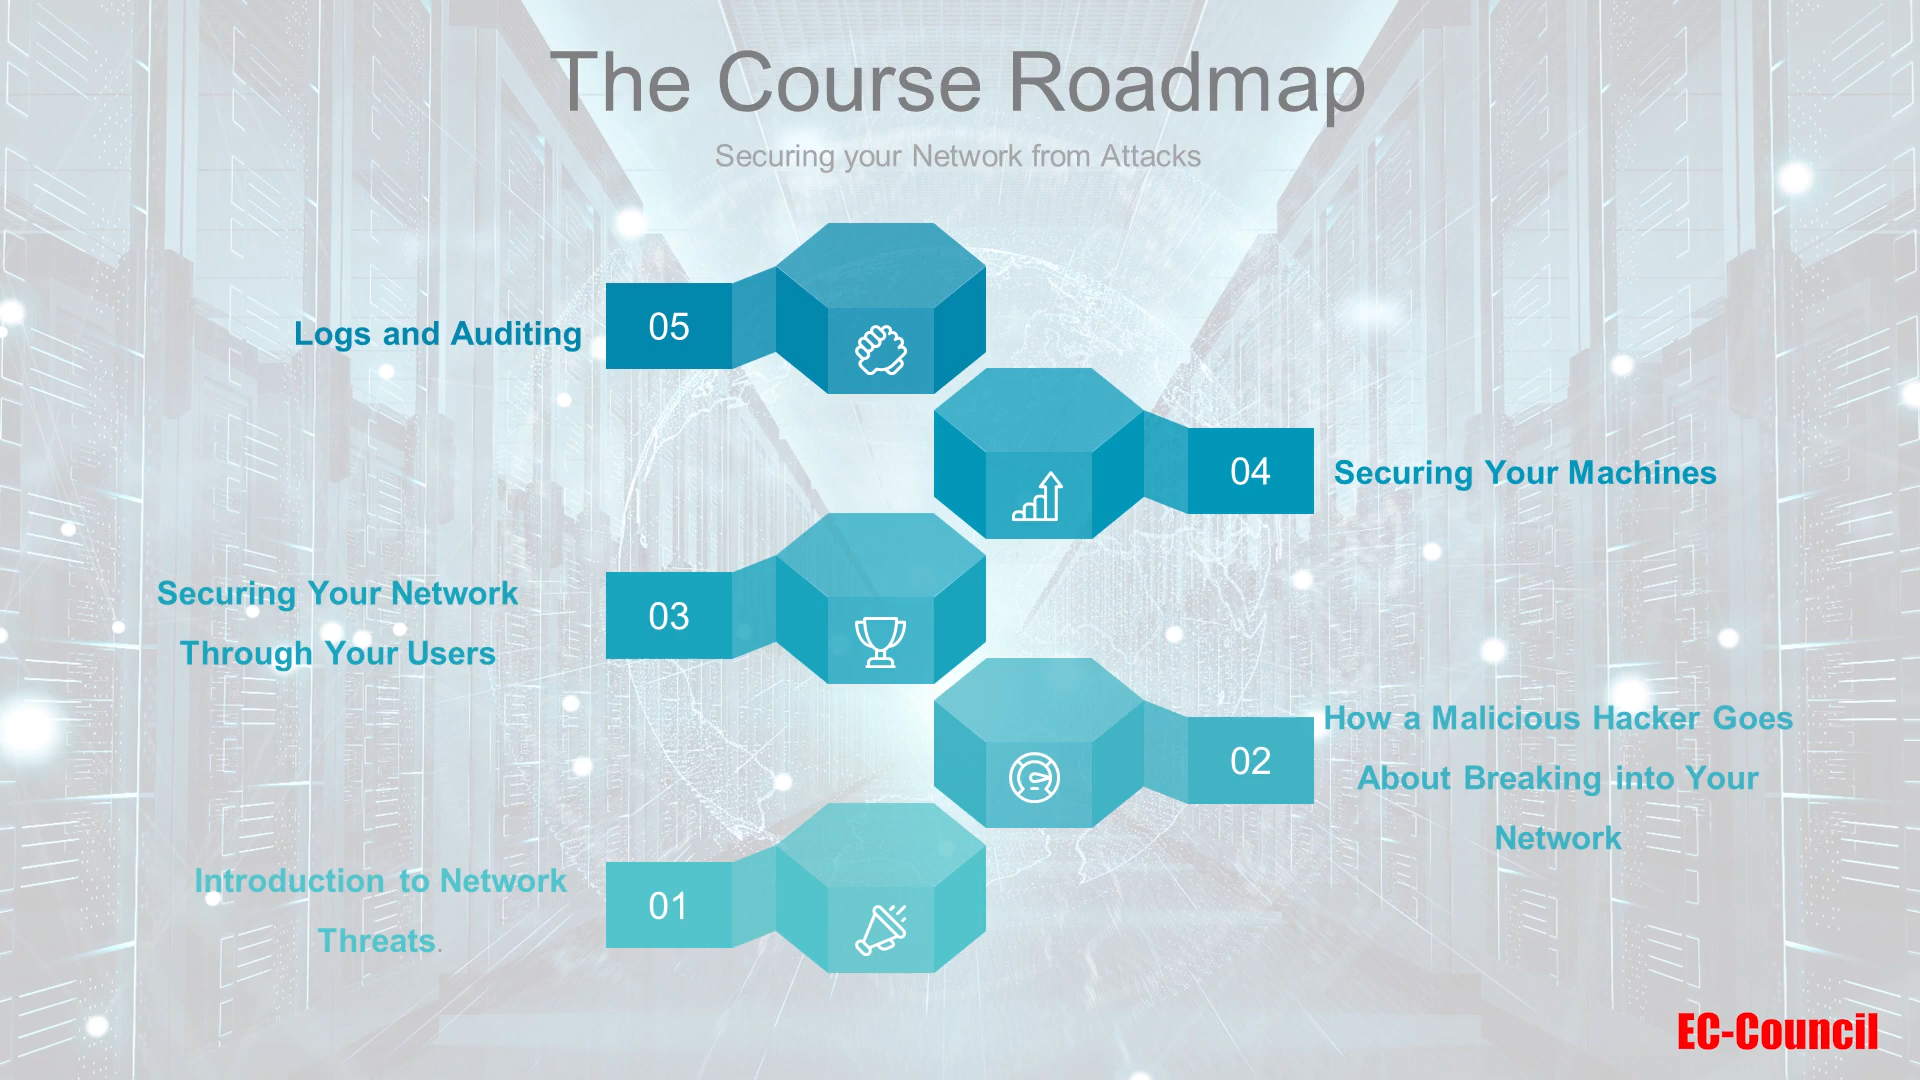 The Course Roadmap
Securing your Network from Attacks
Logs and Auditing
05
04
Securing Your Machines
Securing Your Network
Through Your Users
03
02
How a Malicious Hacker Goes
About Breaking into Your
Network
Introduction to Network
Threats.
01
EC-Council